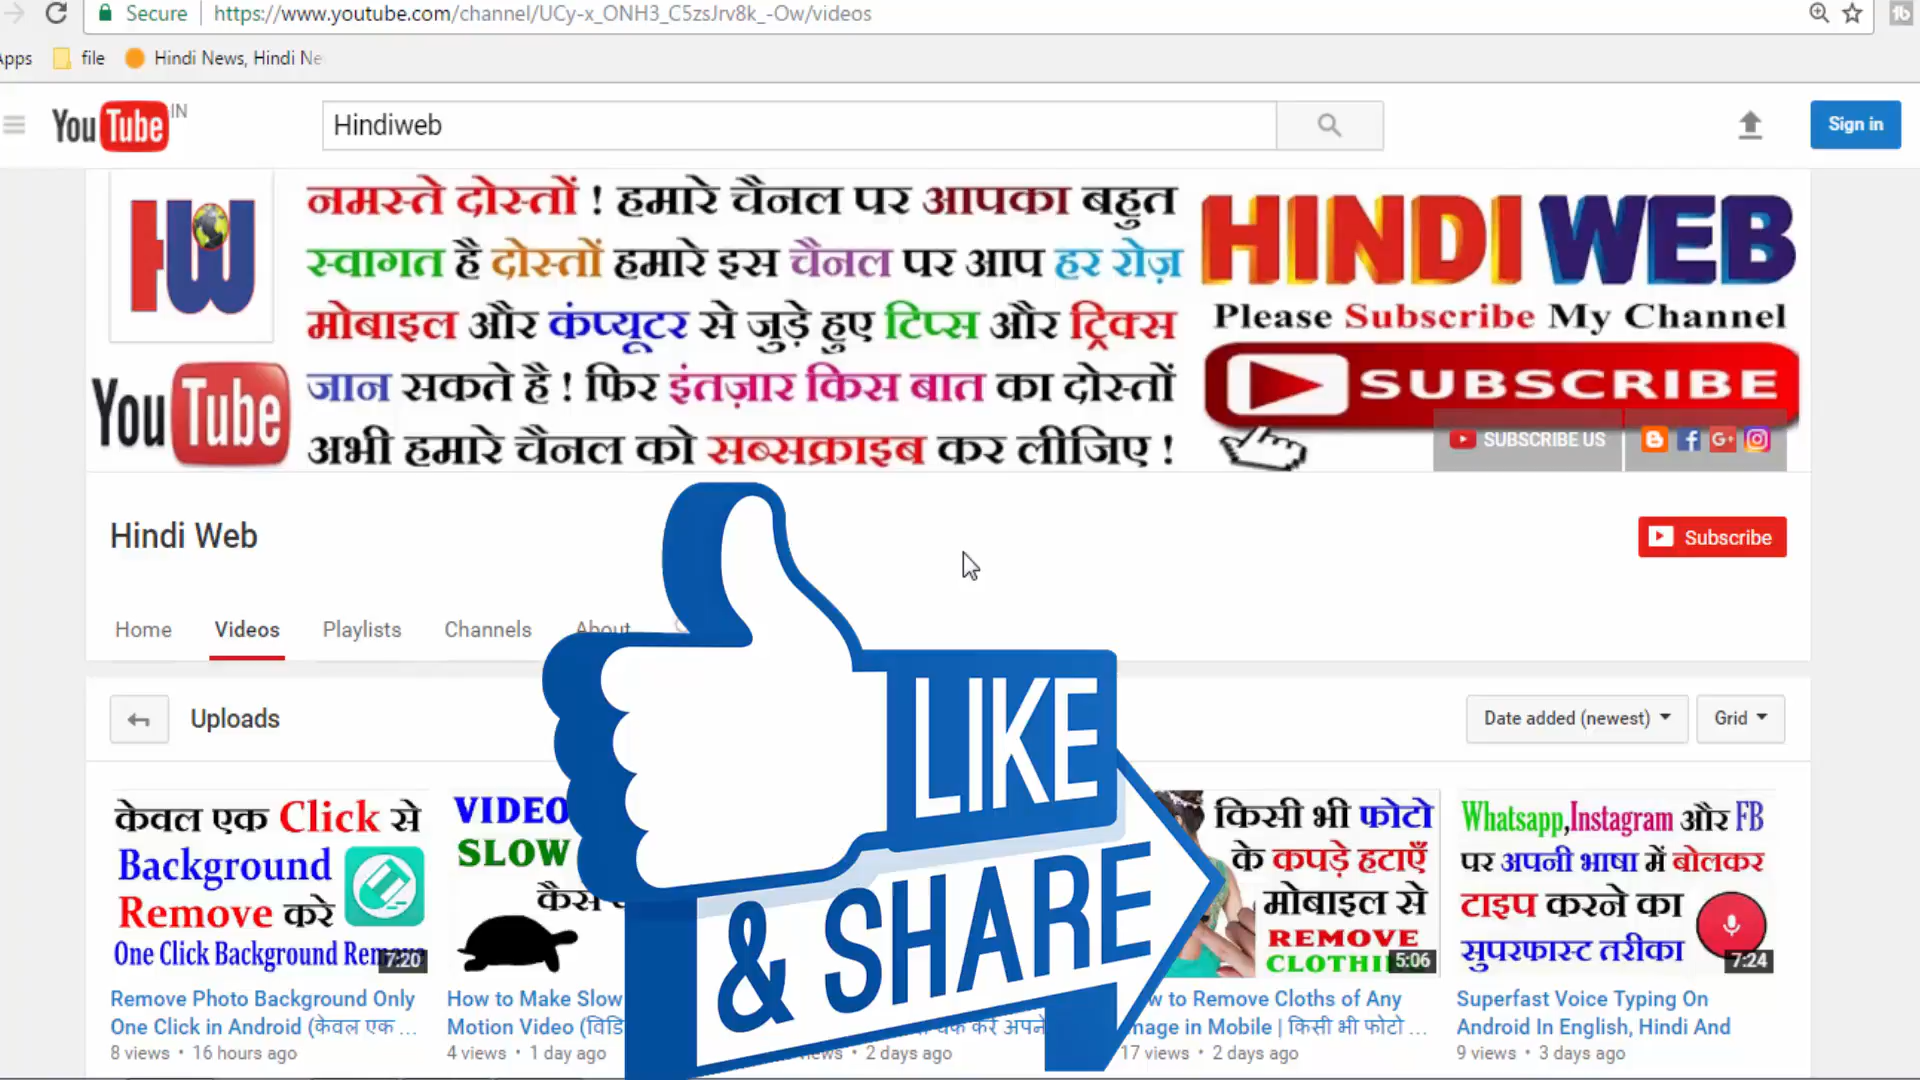 Secure
https://www.youtube.com/channel/UCy-x_ONH3_C5zsJrv8k_-Ow/videos
Apps file Hindi News, Hindi Ne
YouTube IN
Hindiweb
Sign in
HW
नमस्ते दोस्तों ! हमारे चैनल पर आपका बहुत
स्वागत है दोस्तों हमारे इस चैनल पर आप हर रोज़
मोबाइल और कंप्यूटर से जुड़े हुए टिप्स और ट्रिक्स
जान सकते है ! फिर इंतज़ार किस बात का दोस्तों
अभी हमारे चैनल को सब्सक्राइब कर लीजिए !
YouTube
HINDI WEB
Please Subscribe My Channel
SUBSCRIBE
SUBSCRIBE US
Hindi Web
Subscribe
Home Videos Playlists Channels About
Uploads
Date added (newest)
Grid
LIKE
& SHARE
केवल एक Click से
Background
Remove करे
One Click Background Remove
7:20
Remove Photo Background Only
One Click in Android (केवल एक ...
8 views • 16 hours ago
VIDEO
SLOW
How to Make Slow
Motion Video (विडि
4 views • 1 day ago
views • 2 days ago
किसी भी फोटो
के कपड़े हटाएँ
मोबाइल से
REMOVE
CLOTHI
5:06
w to Remove Cloths of Any
mage in Mobile | किसी भी फोटो ...
17 views • 2 days ago
Whatsapp,Instagram और FB
पर अपनी भाषा में बोलकर
टाइप करने का
सुपरफास्ट तरीका
7:24
Superfast Voice Typing On
Android In English, Hindi And
9 views • 3 days ago